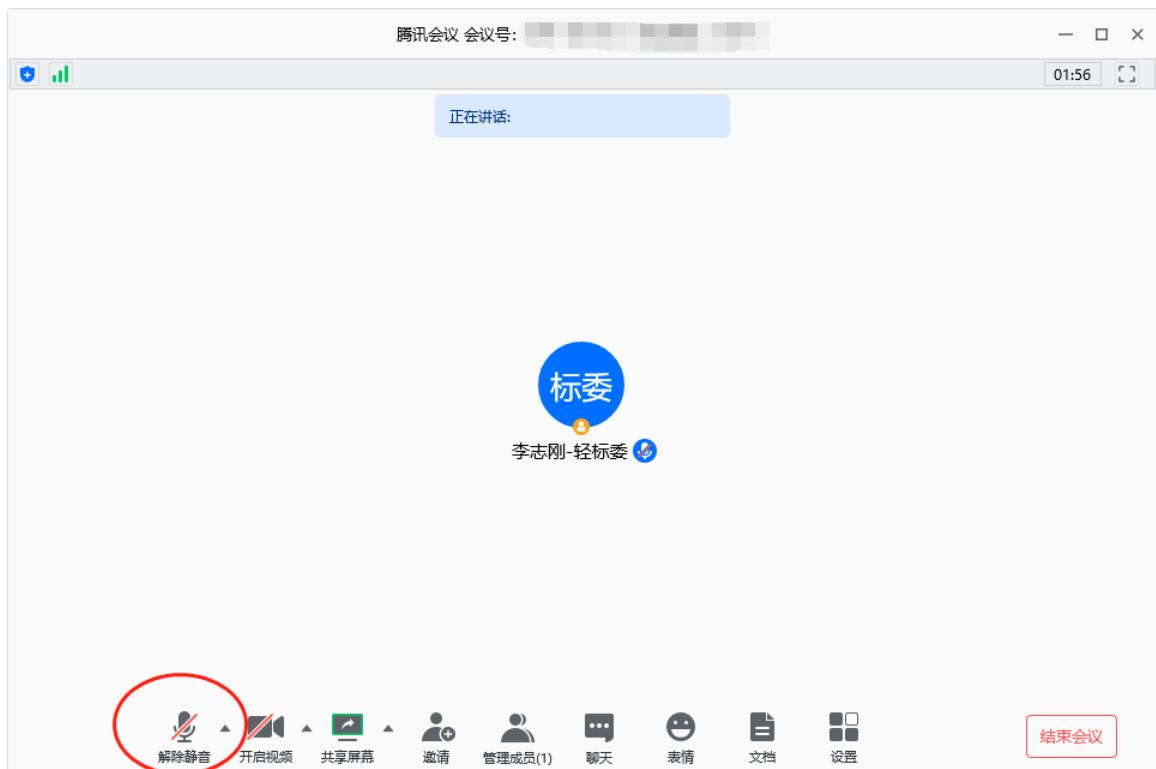 腾讯会议 会议号:
01:56
正在讲话:
标委
李志刚-轻标委
解除静音 开启视频 共享屏幕 邀请 管理成员(1) 聊天 表情 文档 设置 结束会议